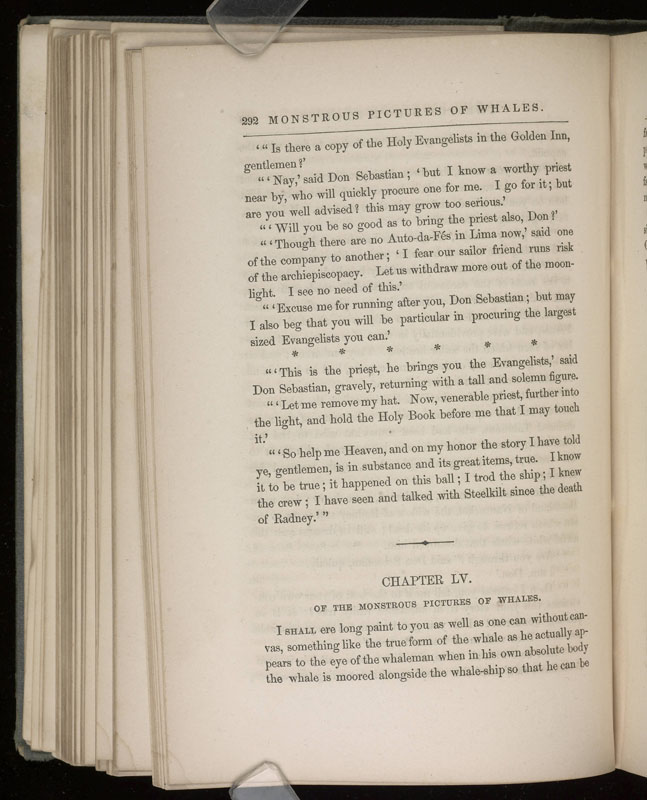 292 MONSTROUS PICTURES OF WHALES.
‘“ Is there a copy of the Holy Evangelists in the Golden Inn,
gentlemen ?’
“‘ Nay,’ said Don Sebastian ; ‘ but I know a worthy priest
near by, who will quickly procure one for me. I go for it ; but
are you well advised ? this may grow too serious.’
“‘ Will you be so good as to bring the priest also, Don ?’
“‘ Though there are no Auto-da-Fés in Lima now,’ said one
of the company to another ; ‘ I fear our sailor friend runs risk
of the archiepiscopacy. Let us withdraw more out of the moon-
light. I see no need of this.’
“‘ Excuse me for running after you, Don Sebastian ; but may
I also beg that you will be particular in procuring the largest
sized Evangelists you can.’
* * * * * *
“‘ This is the priest, he brings you the Evangelists,’ said
Don Sebastian, gravely, returning with a tall and solemn figure.
“‘ Let me remove my hat. Now, venerable priest, further into
the light, and hold the Holy Book before me that I may touch
it.’
“‘ So help me Heaven, and on my honor the story I have told
ye, gentlemen, is in substance and its great items, true. I know
it to be true ; it happened on this ball ; I trod the ship ; I knew
the crew ; I have seen and talked with Steelkilt since the death
of Radney.’ ”
CHAPTER LV.
OF THE MONSTROUS PICTURES OF WHALES.
I SHALL ere long paint to you as well as one can without can-
vas, something like the true form of the whale as he actually ap-
pears to the eye of the whaleman when in his own absolute body
the whale is moored alongside the whale-ship so that he can be